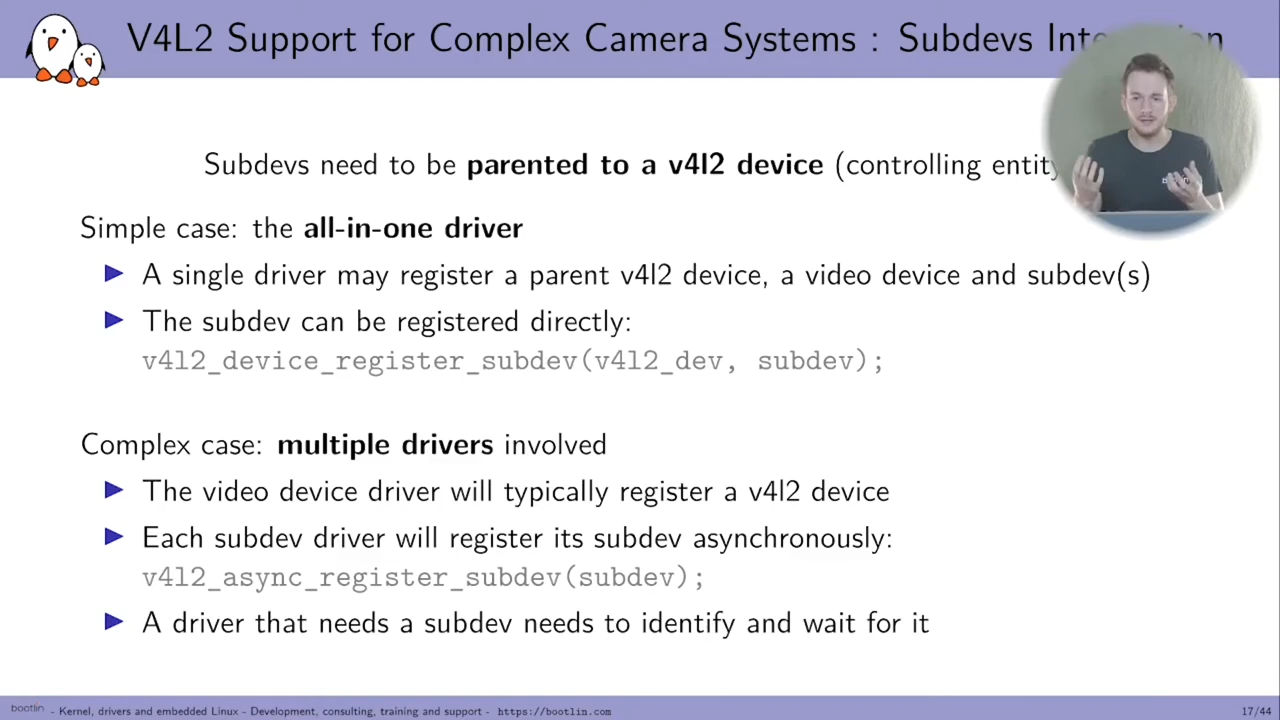 V4L2 Support for Complex Camera Systems : Subdevs
Subdevs need to be parented to a v4l2 device (controlling entity
Simple case: the all-in-one driver
▶ A single driver may register a parent v4l2 device, a video device and subdev(s)
▶ The subdev can be registered directly:
v4l2_device_register_subdev(v4l2_dev, subdev);
Complex case: multiple drivers involved
▶ The video device driver will typically register a v4l2 device
▶ Each subdev driver will register its subdev asynchronously:
v4l2_async_register_subdev(subdev);
▶ A driver that needs a subdev needs to identify and wait for it
bootlin - Kernel, drivers and embedded Linux - Development, consulting, training and support - https://bootlin.com 17/44